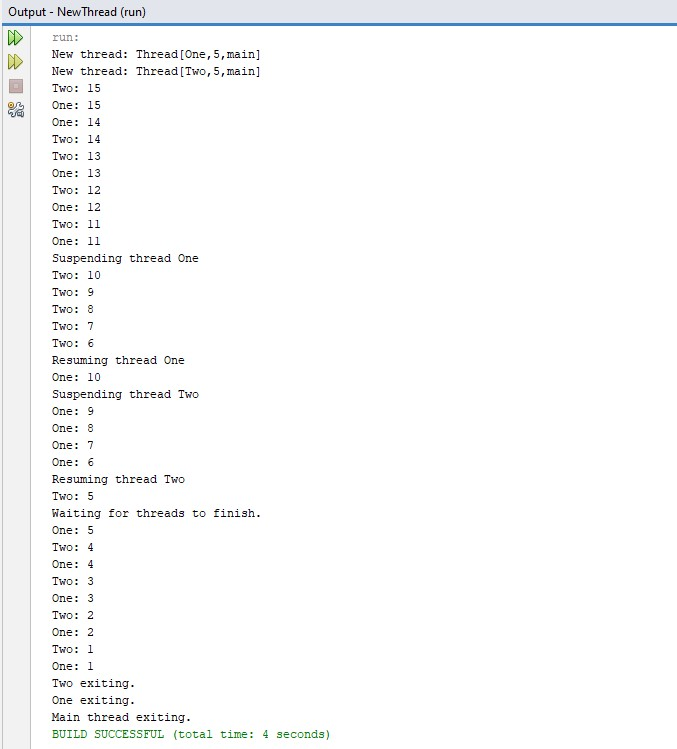 Output - NewThread (run)
run:
New thread: Thread[One,5,main]
New thread: Thread[Two,5,main]
Two: 15
One: 15
One: 14
Two: 14
Two: 13
One: 13
Two: 12
One: 12
Two: 11
One: 11
Suspending thread One
Two: 10
Two: 9
Two: 8
Two: 7
Two: 6
Resuming thread One
One: 10
Suspending thread Two
One: 9
One: 8
One: 7
One: 6
Resuming thread Two
Two: 5
Waiting for threads to finish.
One: 5
Two: 4
One: 4
Two: 3
One: 3
Two: 2
One: 2
Two: 1
One: 1
Two exiting.
One exiting.
Main thread exiting.
BUILD SUCCESSFUL (total time: 4 seconds)